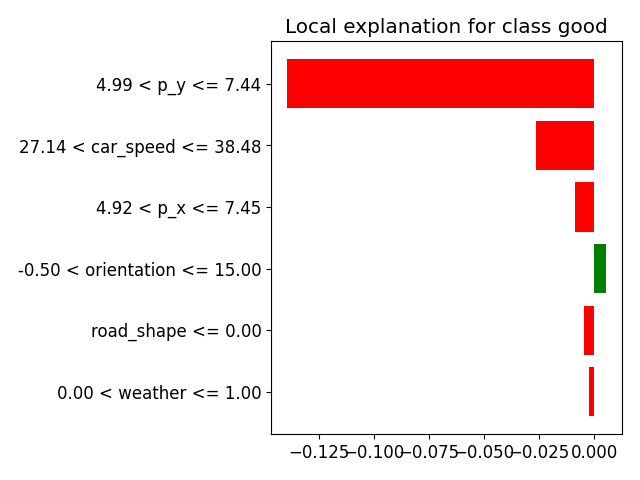 Local explanation for class good
4.99 < p_y <= 7.44
27.14 < car_speed <= 38.48
4.92 < p_x <= 7.45
-0.50 < orientation <= 15.00
road_shape <= 0.00
0.00 < weather <= 1.00
−0.125 −0.100 −0.075 −0.050 −0.025 0.000